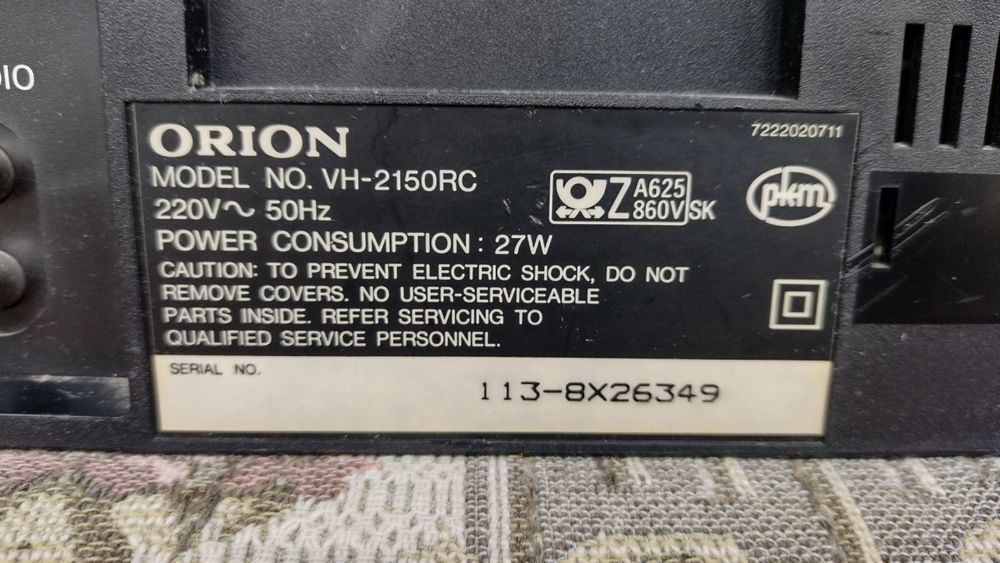 DIO
ORION
7222020711
MODEL NO. VH-2150RC
220V~ 50Hz
Z A625
860V SK
pkm
POWER CONSUMPTION : 27W
CAUTION: TO PREVENT ELECTRIC SHOCK, DO NOT
REMOVE COVERS. NO USER-SERVICEABLE
PARTS INSIDE. REFER SERVICING TO
QUALIFIED SERVICE PERSONNEL.
SERIAL NO.
113-8X26349